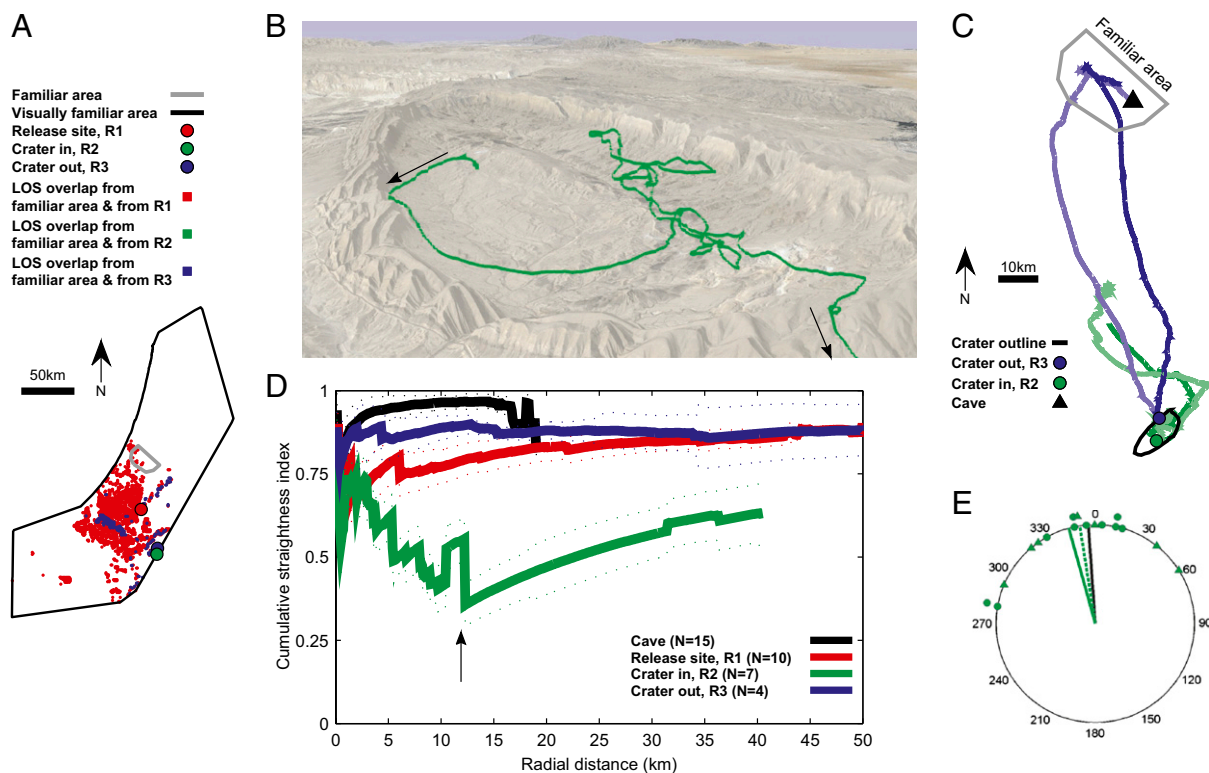 A
Familiar area
Visually familiar area
Release site, R1
Crater in, R2
Crater out, R3
LOS overlap from
familiar area & from R1
LOS overlap from
familiar area & from R2
LOS overlap from
familiar area & from R3
50km
N
B
C
Familiar area
10km
N
Crater outline
Crater out, R3
Crater in, R2
Cave
D
Cumulative straightness index
1
0.75
0.5
0.25
0
0
5
10
15
20
25
30
35
40
45
50
Radial distance (km)
Cave (N=15)
Release site, R1 (N=10)
Crater in, R2 (N=7)
Crater out, R3 (N=4)
E
0
30
60
90
120
150
180
210
240
270
300
330